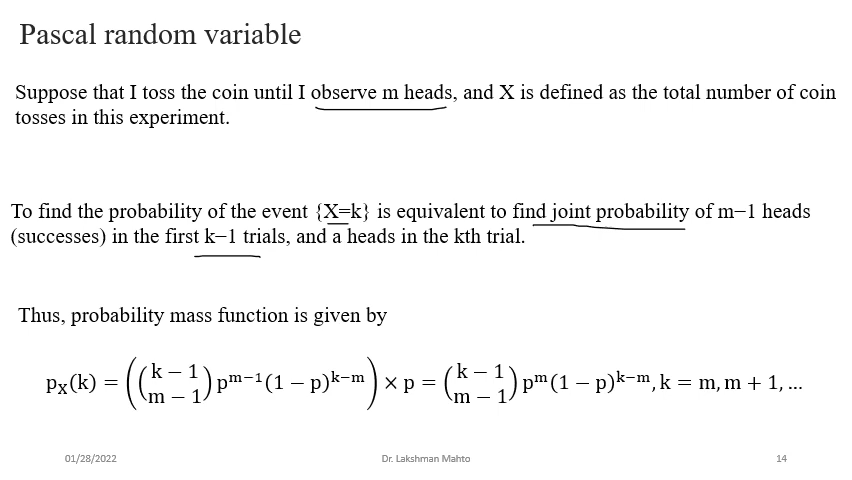 Pascal random variable
Suppose that I toss the coin until I observe m heads, and X is defined as the total number of coin
tosses in this experiment.
To find the probability of the event {X=k} is equivalent to find joint probability of m−1 heads
(successes) in the first k−1 trials, and a heads in the kth trial.
Thus, probability mass function is given by
p_X(k) = ((k − 1 
 m − 1) p^{m−1}(1 − p)^{k−m}) × p = (k − 1 
 m − 1) p^m(1 − p)^{k−m}, k = m, m + 1, …
01/28/2022
Dr. Lakshman Mahto
14